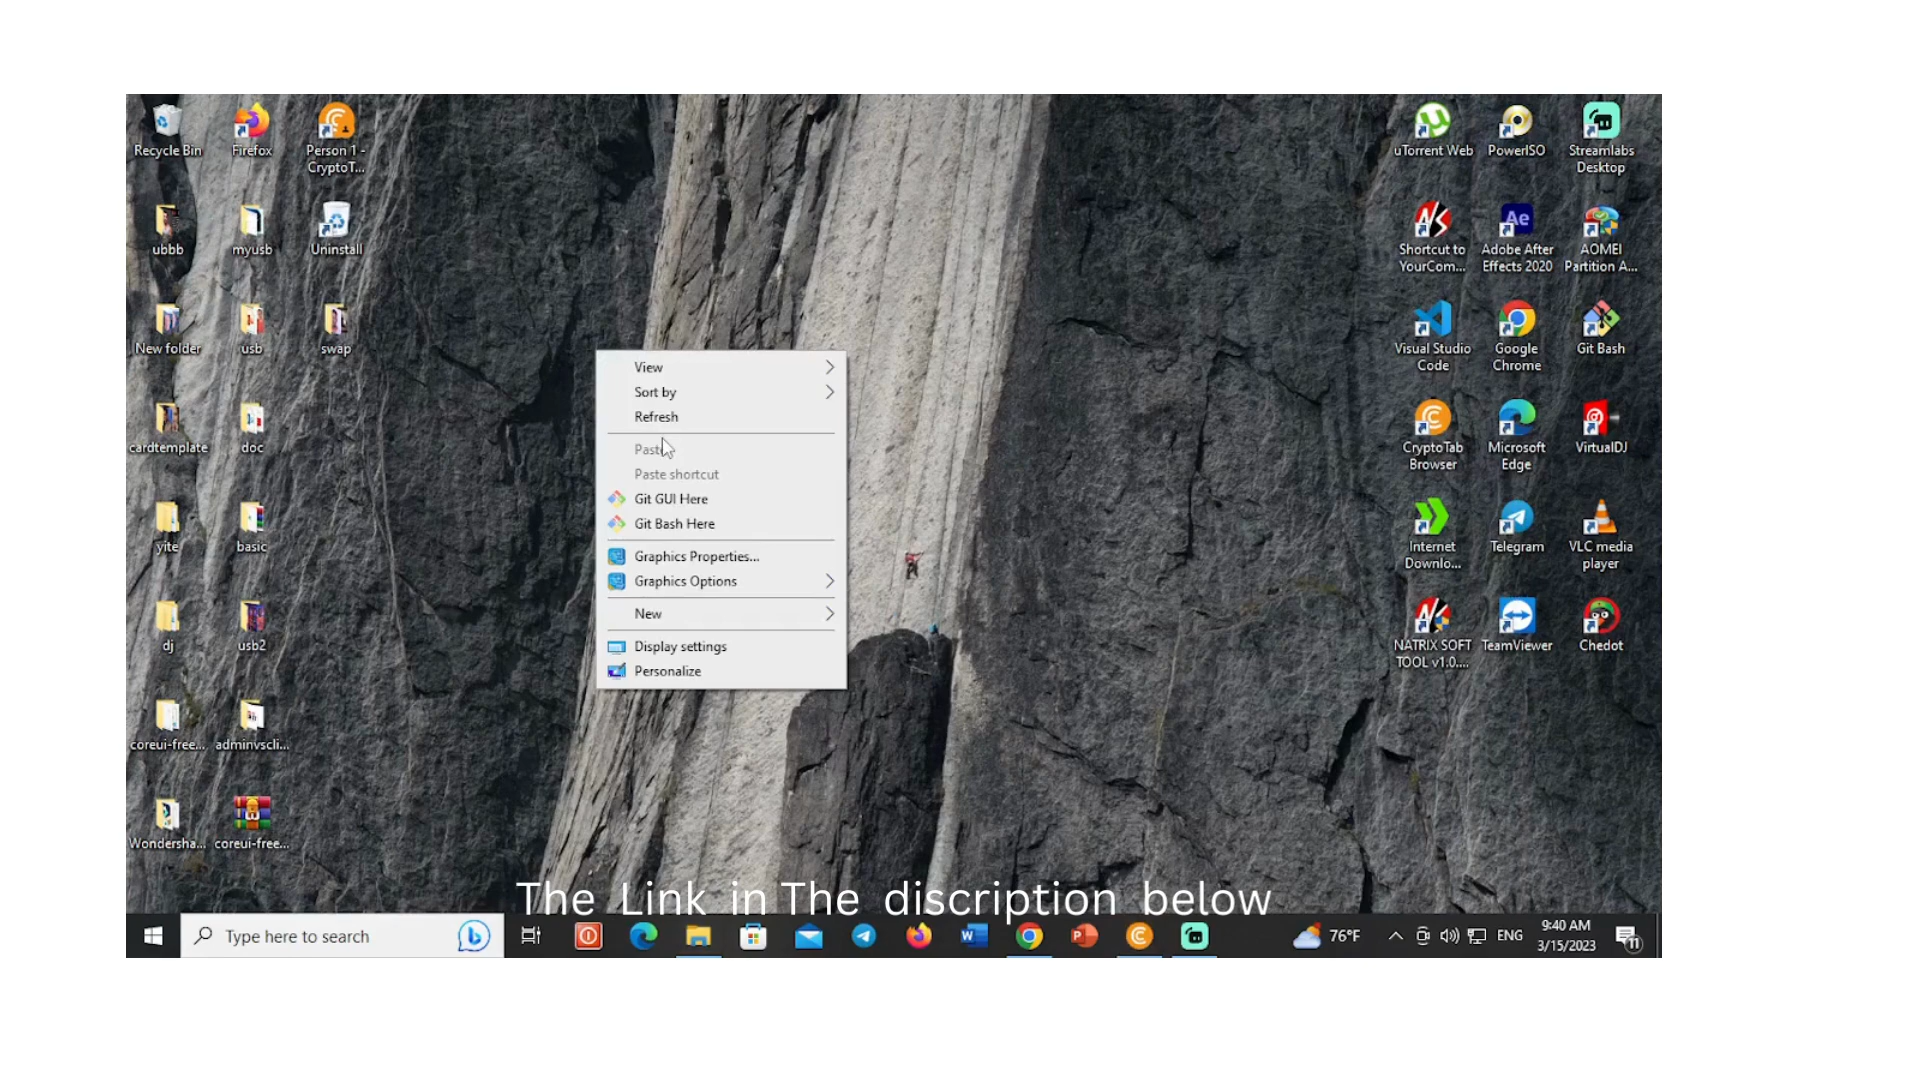 Recycle Bin
Firefox
Person 1 -
CryptoT...
ubbb
myusb
Uninstall
New folder
usb
swap
cardtemplate
doc
yite
basic
dj
usb2
coreui-free...
adminvscli...
Wondersha...
coreui-free...
View
Sort by
Refresh
Paste
Paste shortcut
Git GUI Here
Git Bash Here
Graphics Properties...
Graphics Options
New
Display settings
Personalize
uTorrent Web
PowerISO
Streamlabs
Desktop
Shortcut to
YourCom...
Ae
Adobe After
Effects 2020
AOMEI
Partition A...
Visual Studio
Code
Google
Chrome
Git Bash
CryptoTab
Browser
Microsoft
Edge
VirtualDJ
Internet
Downlo...
Telegram
VLC media
player
NATRIX SOFT
TOOL v1.0....
TeamViewer
Chedot
The Link in The discription below
Type here to search
76°F
ENG
9:40 AM
3/15/2023
11